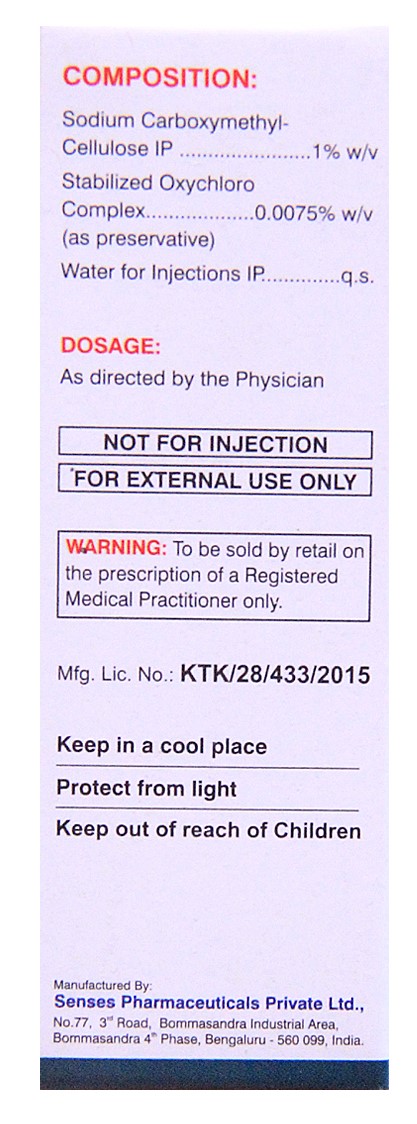 COMPOSITION:
Sodium Carboxymethyl-
Cellulose IP .......................1% w/v
Stabilized Oxychloro
Complex...................0.0075% w/v
(as preservative)
Water for Injections IP..............q.s.
DOSAGE:
As directed by the Physician
NOT FOR INJECTION
FOR EXTERNAL USE ONLY
WARNING: To be sold by retail on
the prescription of a Registered
Medical Practitioner only.
Mfg. Lic. No.: KTK/28/433/2015
Keep in a cool place
Protect from light
Keep out of reach of Children
Manufactured By:
Senses Pharmaceuticals Private Ltd.,
No.77, 3rd Road, Bommasandra Industrial Area,
Bommasandra 4th Phase, Bengaluru - 560 099, India.